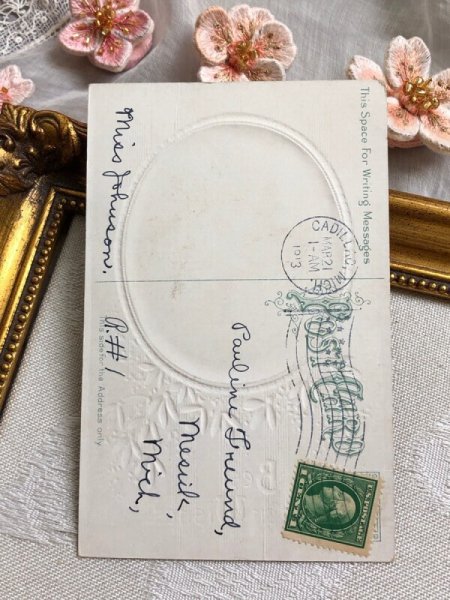 This Space For Writing Messages
Miss Johnson.
CADILLAC, MICH.
MAR 21
1-AM
1913
POST CARD
This side for the Address only
Pauline Freund,
Mesick,
Mich,
R.#1